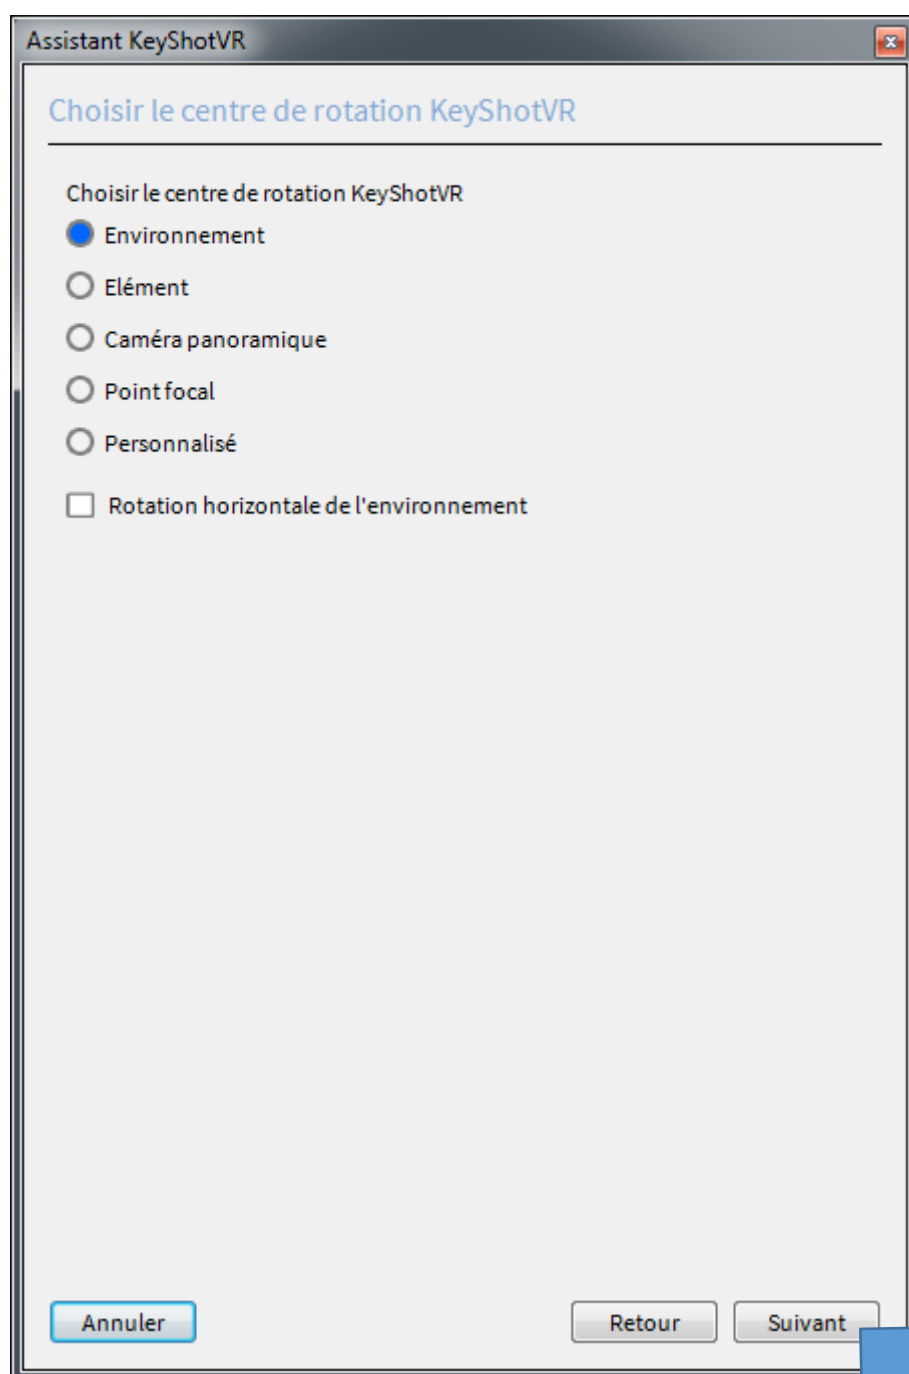 Assistant KeyShotVR
Choisir le centre de rotation KeyShotVR
Choisir le centre de rotation KeyShotVR
Environnement
Elément
Caméra panoramique
Point focal
Personnalisé
Rotation horizontale de l'environnement
Annuler
Retour
Suivant